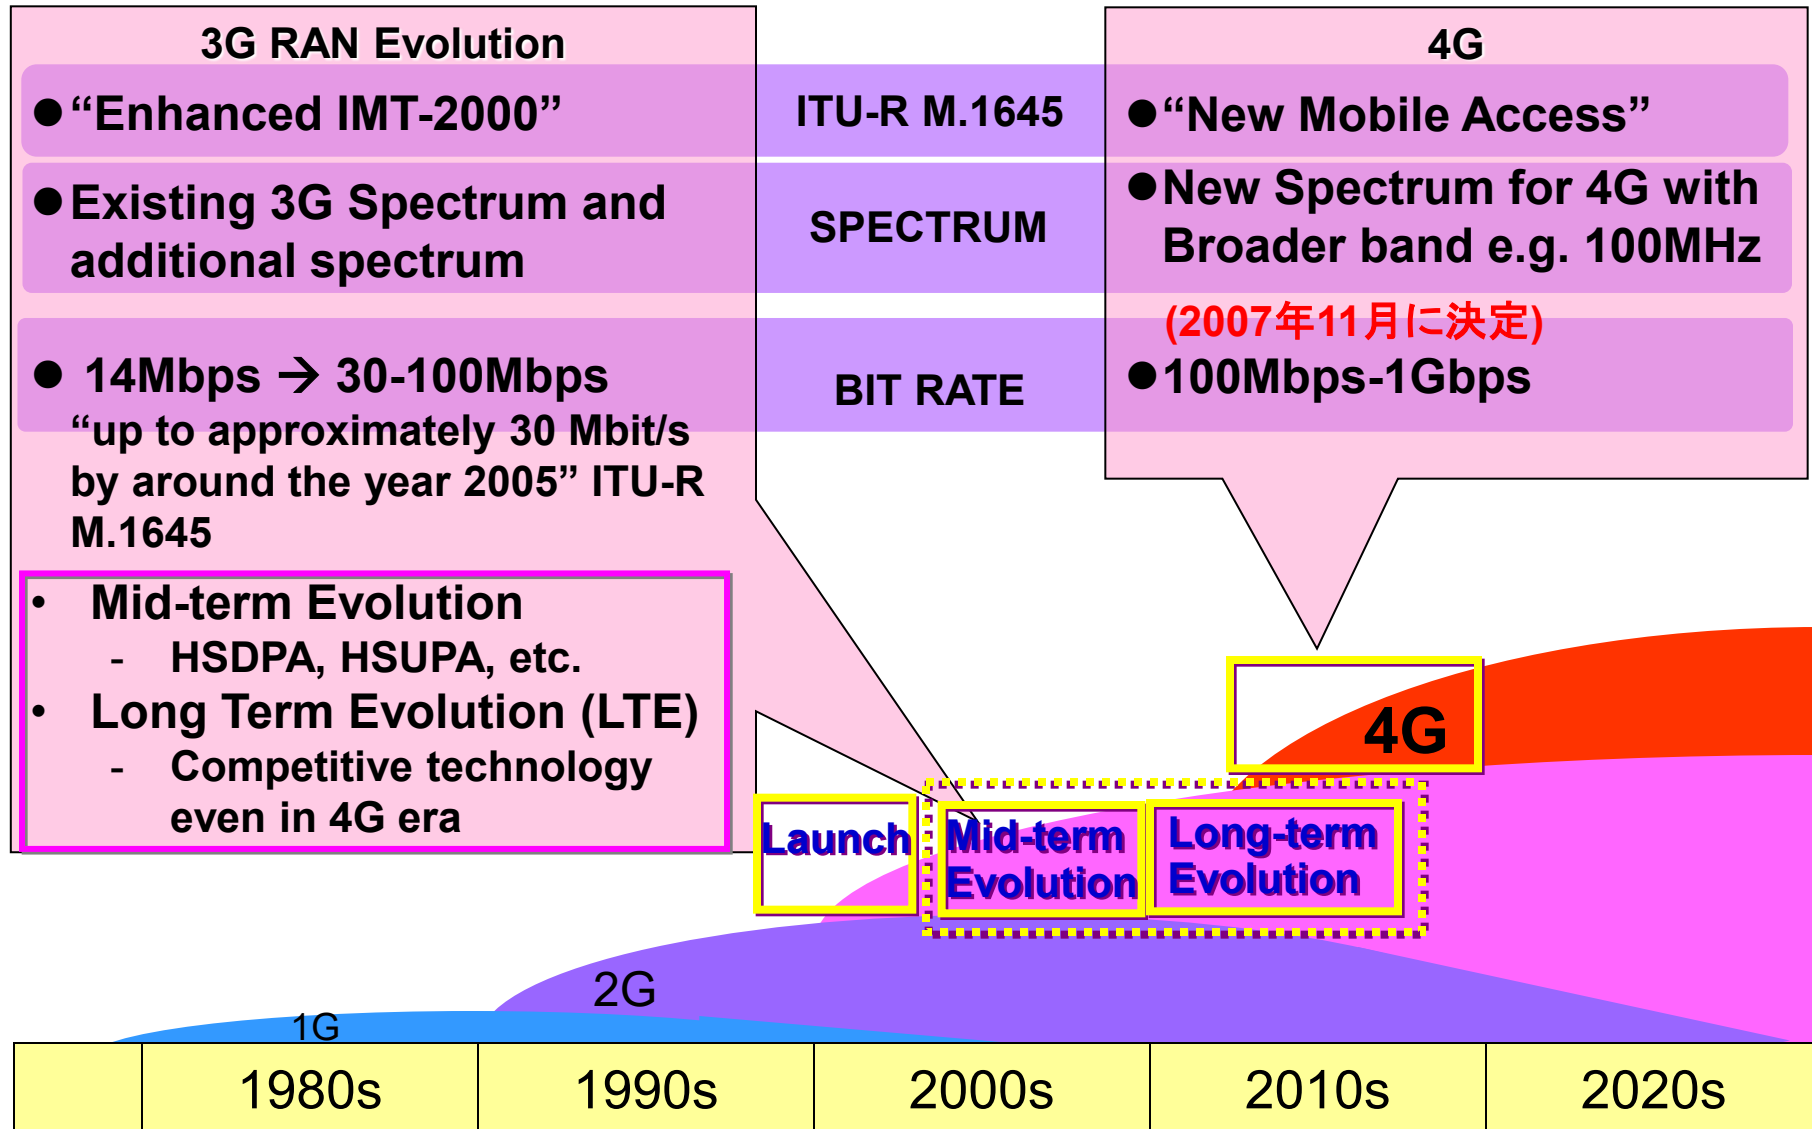 3G RAN Evolution
●“Enhanced IMT-2000”
●Existing 3G Spectrum and
additional spectrum
● 14Mbps → 30-100Mbps
“up to approximately 30 Mbit/s
by around the year 2005” ITU-R
M.1645
• Mid-term Evolution
- HSDPA, HSUPA, etc.
• Long Term Evolution (LTE)
- Competitive technology
even in 4G era
ITU-R M.1645
SPECTRUM
BIT RATE
4G
●“New Mobile Access”
●New Spectrum for 4G with
Broader band e.g. 100MHz
(2007年11月に決定)
●100Mbps-1Gbps
4G
Launch
Mid-term
Evolution
Long-term
Evolution
2G
1G
1980s
1990s
2000s
2010s
2020s